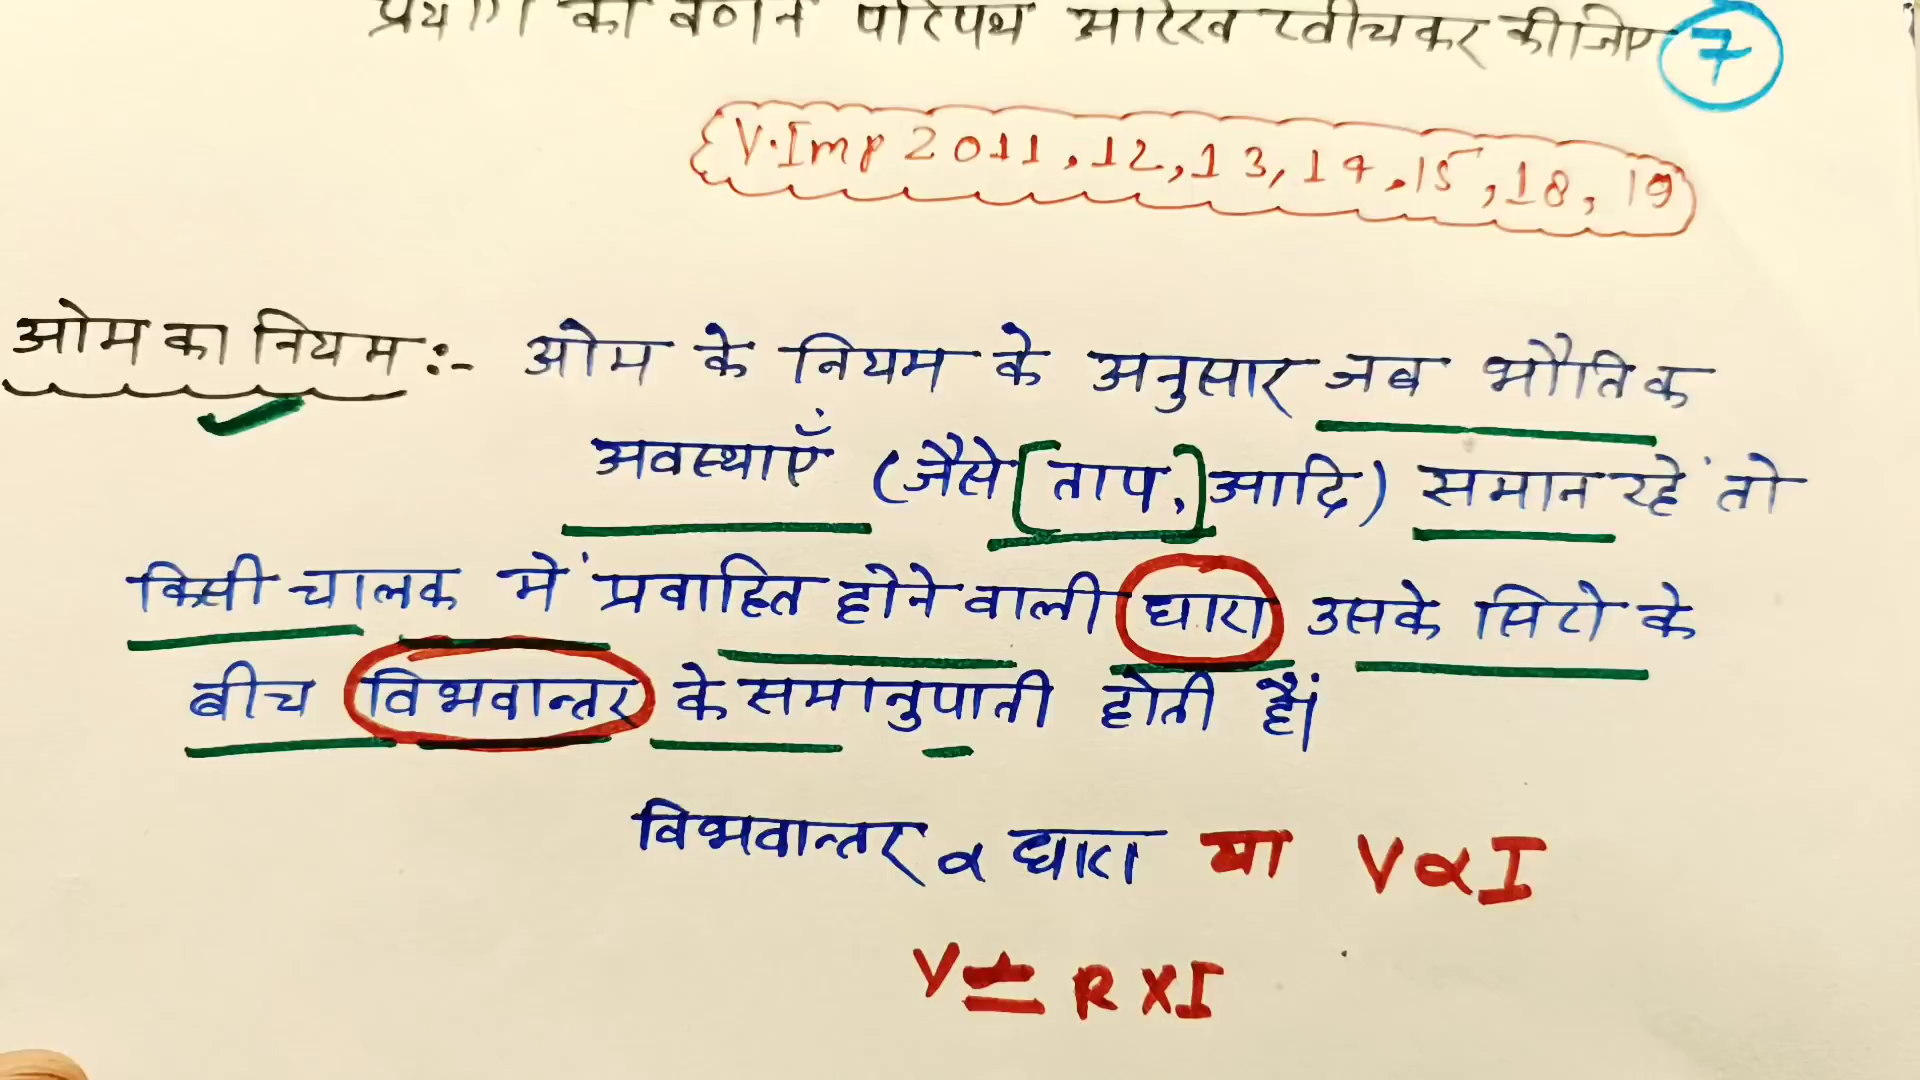 प्रयोग का वर्णन परिपथ आरेख खींचकर कीजिए 7
V.Imp 2011,12,13,14,15,18,19
ओम का नियम :- ओम के नियम के अनुसार जब भौतिक
अवस्थाएँ (जैसे [ताप,] आदि) समान रहें तो
किसी चालक में प्रवाहित होने वाली धारा उसके सिरो के
बीच विभवान्तर के समानुपाती होती हैं।
विभवान्तर ∝ धारा या V∝I
V = R×I